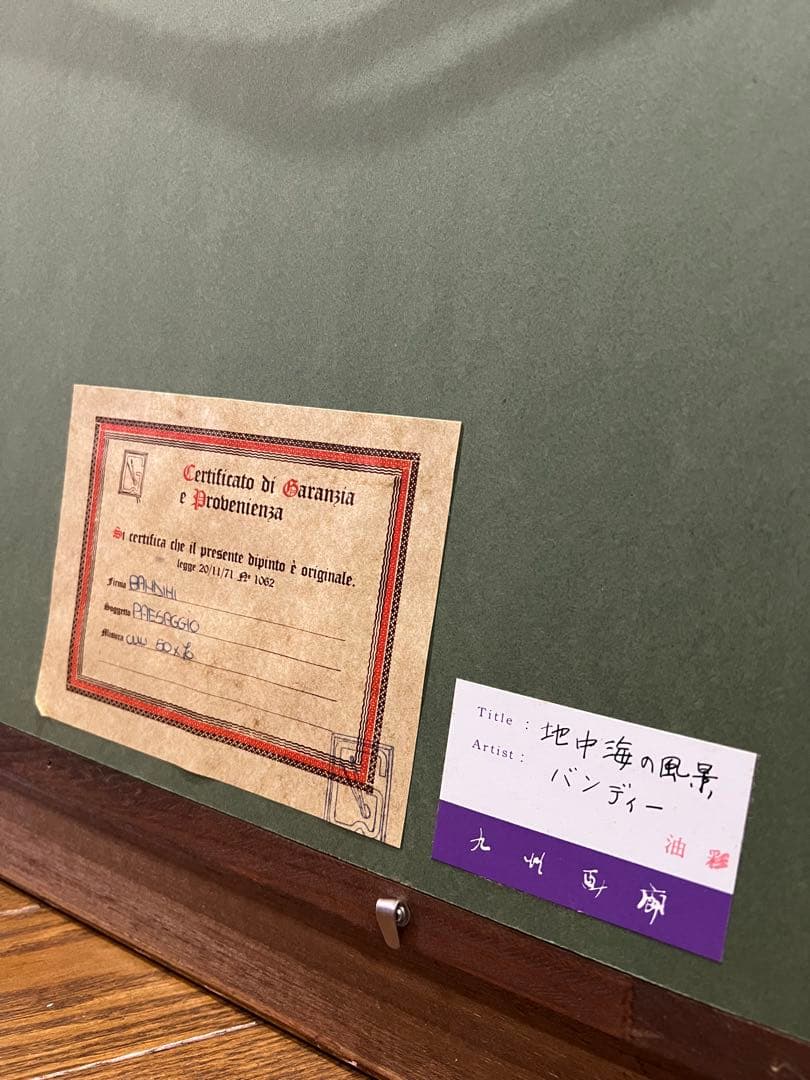 Certificato di Garanzia
e Provenienza
Si certifica che il presente dipinto è originale.
legge 20/11/71 Nº 1062
Firma BANDINI
Soggetto PAESAGGIO
Misura cm 50x
Title : 地中海の風景
Artist : バンディー
油彩
九州画廊